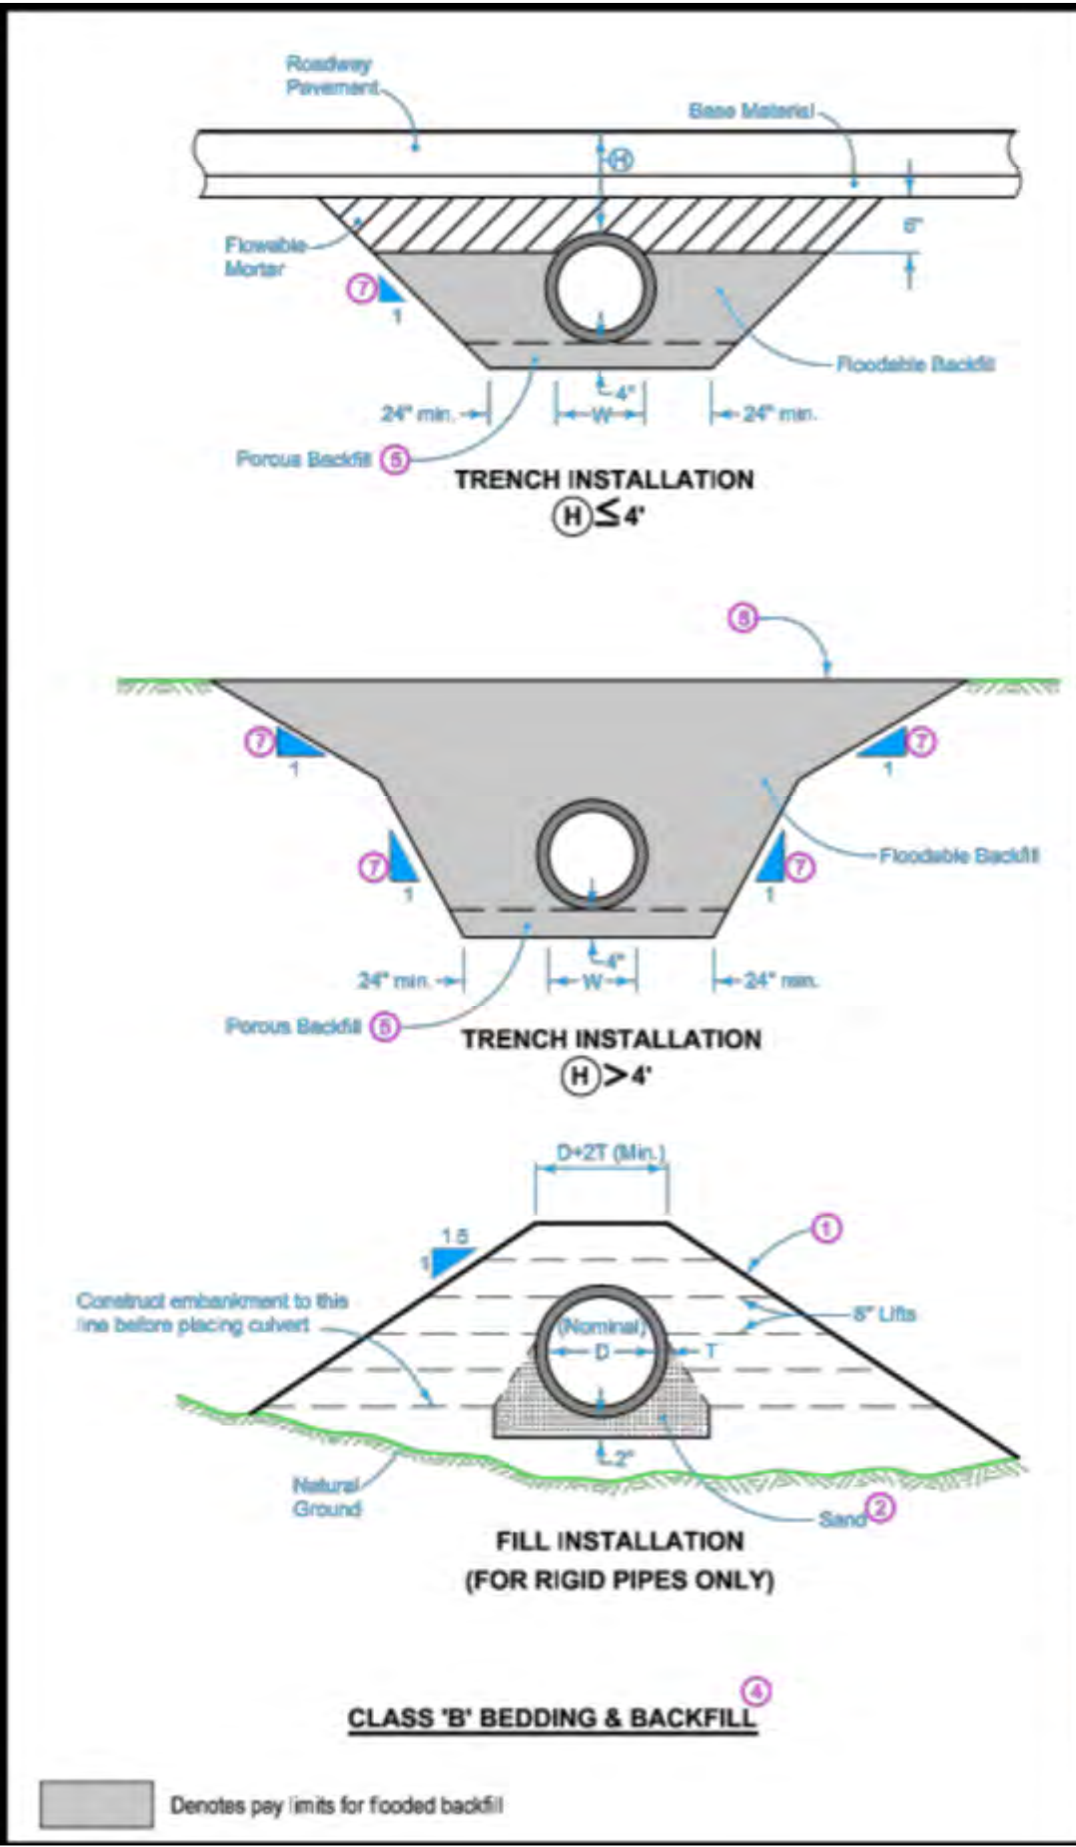 Roadway
Pavement
Base Material
H
6"
Flowable
Mortar
7
1
Floodable Backfill
4"
24" min.
W
24" min.
Porous Backfill 5
TRENCH INSTALLATION
H ≤ 4'
7
7
1
1
7
7
1
1
Floodable Backfill
4"
24" min.
W
24" min.
Porous Backfill 5
TRENCH INSTALLATION
H > 4'
D+2T (Min.)
1
1.5
1
Construct embankment to this
line before placing culvert
8" Lifts
(Nominal)
D
T
2"
Natural
Ground
Sand 2
FILL INSTALLATION
(FOR RIGID PIPES ONLY)
CLASS 'B' BEDDING & BACKFILL 4
Denotes pay limits for flooded backfill